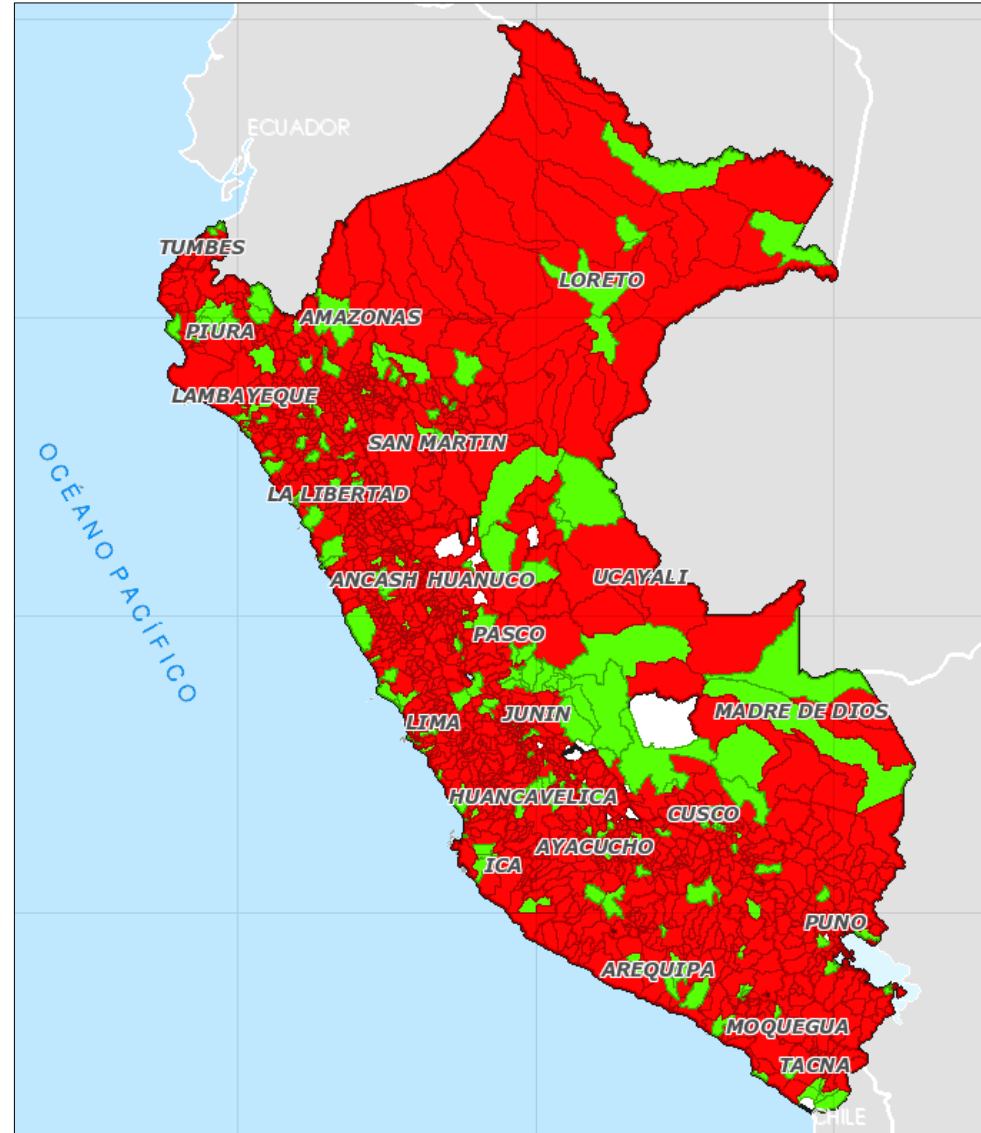 ECUADOR
TUMBES
LORETO
AMAZONAS
PIURA
LAMBAYEQUE
SAN MARTIN
OCÉANO PACÍFICO
LA LIBERTAD
ANCASH
HUANUCO
UCAYALI
PASCO
LIMA
JUNIN
MADRE DE DIOS
HUANCAVELICA
CUSCO
AYACUCHO
ICA
PUNO
AREQUIPA
MOQUEGUA
TACNA
CHILE